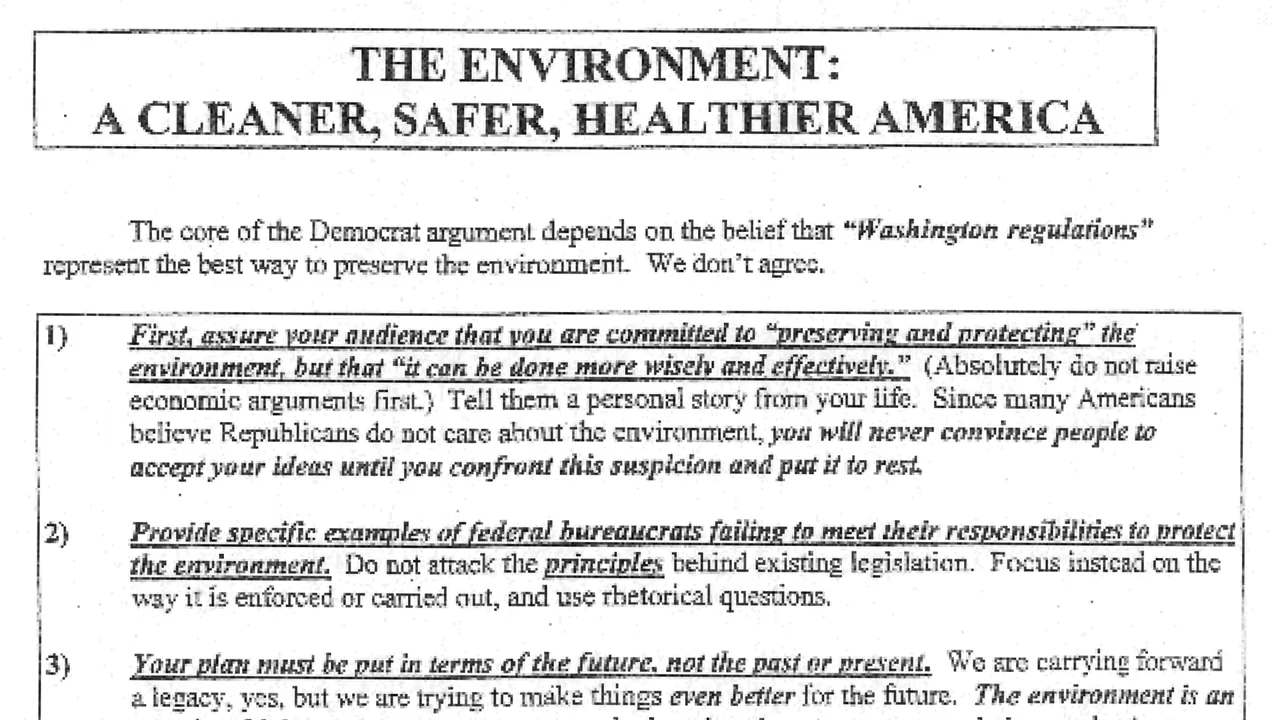 THE ENVIRONMENT:
A CLEANER, SAFER, HEALTHIER AMERICA
The core of the Democrat argument depends on the belief that “Washington regulations”
represent the best way to preserve the environment. We don’t agree.
1) First, assure your audience that you are committed to “preserving and protecting” the
environment, but that “it can be done more wisely and effectively.” (Absolutely do not raise
economic arguments first.) Tell them a personal story from your life. Since many Americans
believe Republicans do not care about the environment, you will never convince people to
accept your ideas until you confront this suspicion and put it to rest.
2) Provide specific examples of federal bureaucrats failing to meet their responsibilities to protect
the environment. Do not attack the principles behind existing legislation. Focus instead on the
way it is enforced or carried out, and use rhetorical questions.
3) Your plan must be put in terms of the future, not the past or present. We are carrying forward
a legacy, yes, but we are trying to make things even better for the future. The environment is an